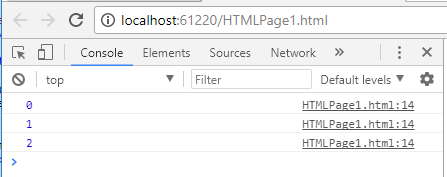 localhost:61220/HTMLPage1.html
Console Elements Sources Network »
top Filter Default levels
0 HTMLPage1.html:14
1 HTMLPage1.html:14
2 HTMLPage1.html:14